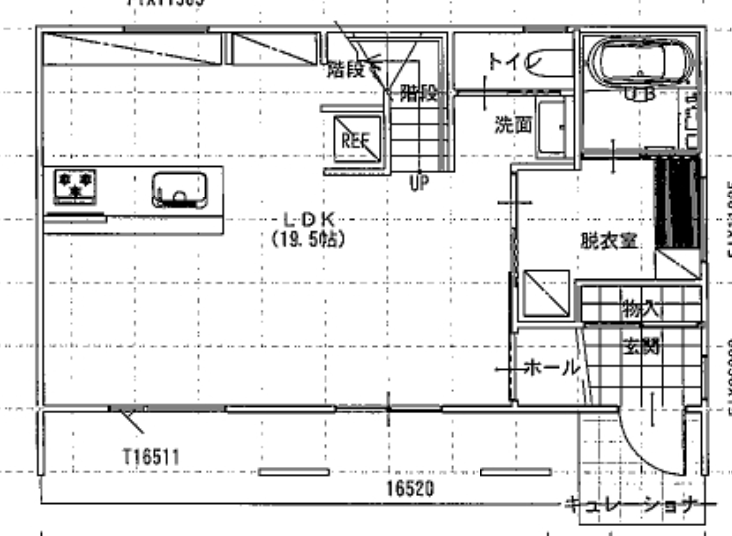 トイレ
階段
階段
UB
洗面
REF
UP
LDK
(19.5帖)
脱衣室
物入
玄関
ホール
T16511
16520
キュレーショナー